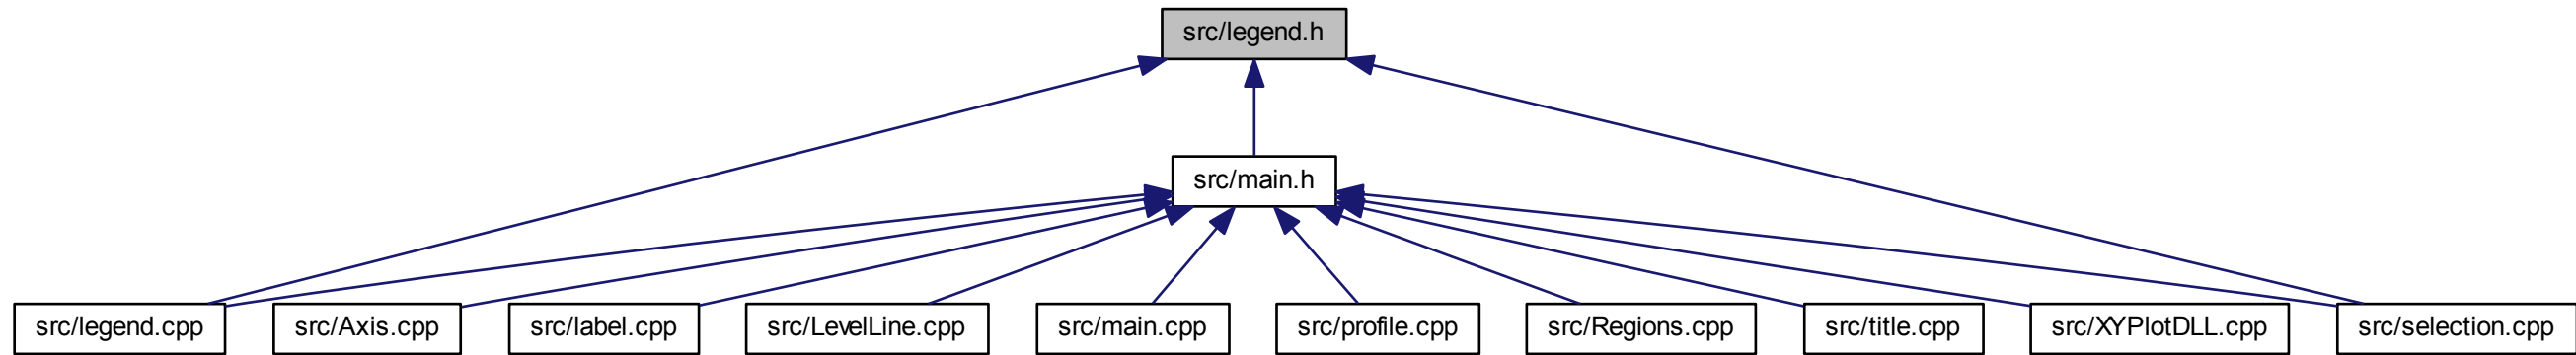 src/legend.h
src/main.h
src/legend.cpp
src/Axis.cpp
src/label.cpp
src/LevelLine.cpp
src/main.cpp
src/profile.cpp
src/Regions.cpp
src/title.cpp
src/XYPlotDLL.cpp
src/selection.cpp